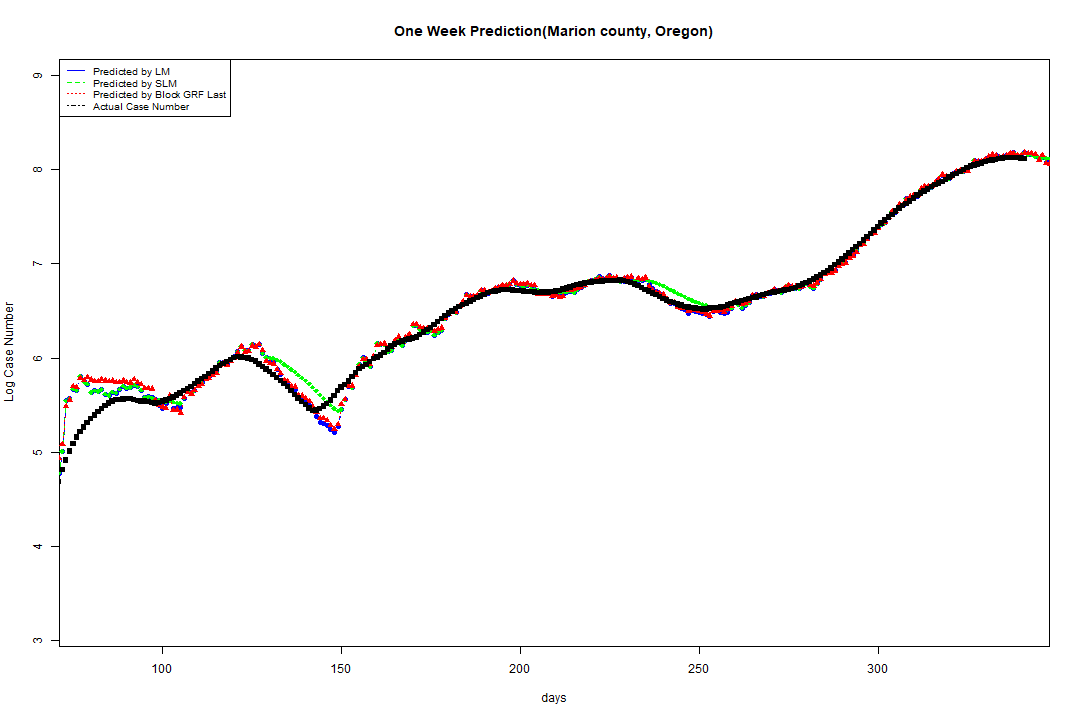 One Week Prediction(Marion county, Oregon)
Predicted by LM
Predicted by SLM
Predicted by Block GRF Last
Actual Case Number
9
8
7
6
5
4
3
Log Case Number
100 150 200 250 300
days